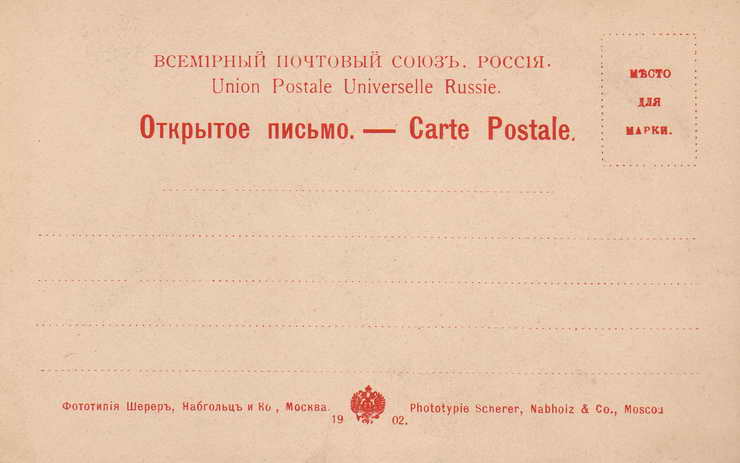 ВСЕМІРНЫЙ ПОЧТОВЫЙ СОЮЗЪ. РОССІЯ.
Union Postale Universelle Russie.
Открытое письмо. — Carte Postale.
МѢСТО
ДЛЯ
МАРКИ.
Фототипія Шереръ, Набгольцъ и Ко, Москва. Phototypie Scherer, Nabholz & Co., Moscou
19 02.